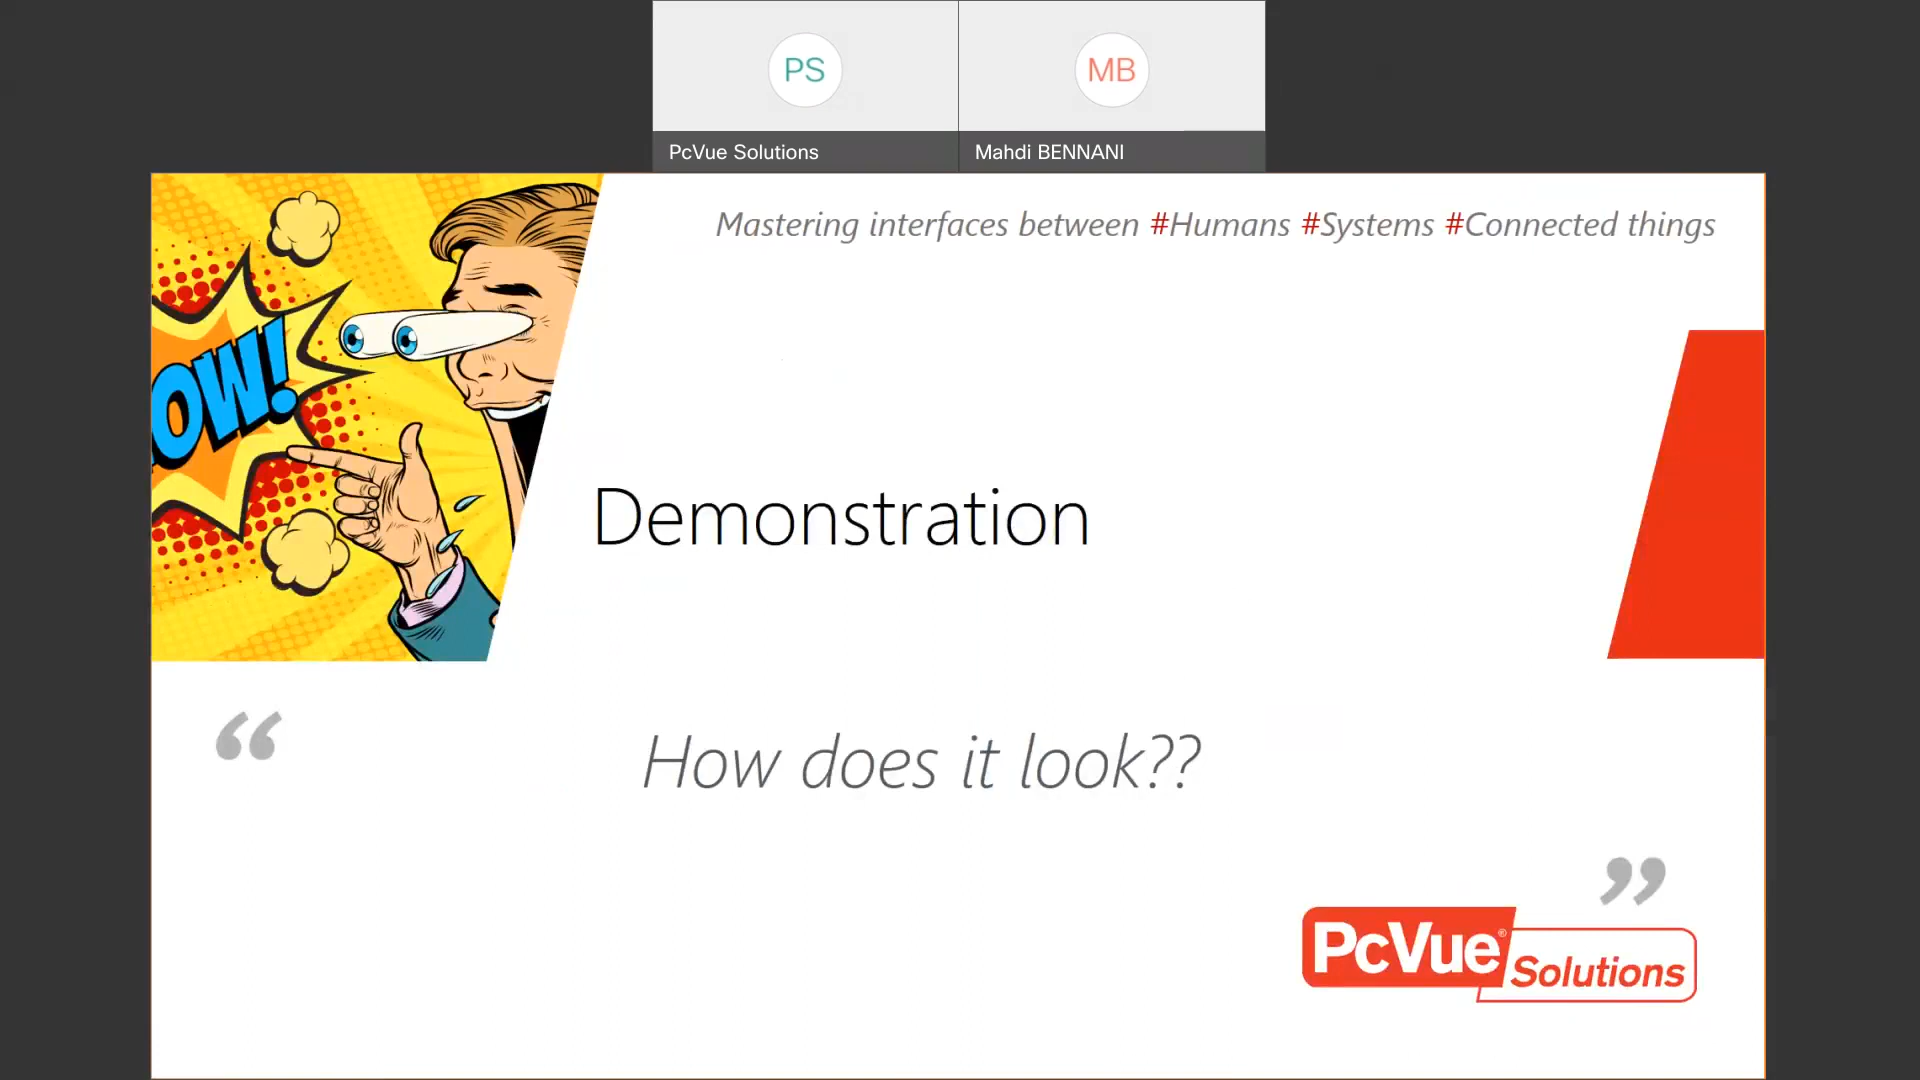 PS
MB
PcVue Solutions
Mahdi BENNANI
Mastering interfaces between #Humans #Systems #Connected things
OW!
Demonstration
“
How does it look??
”
PcVue®
Solutions